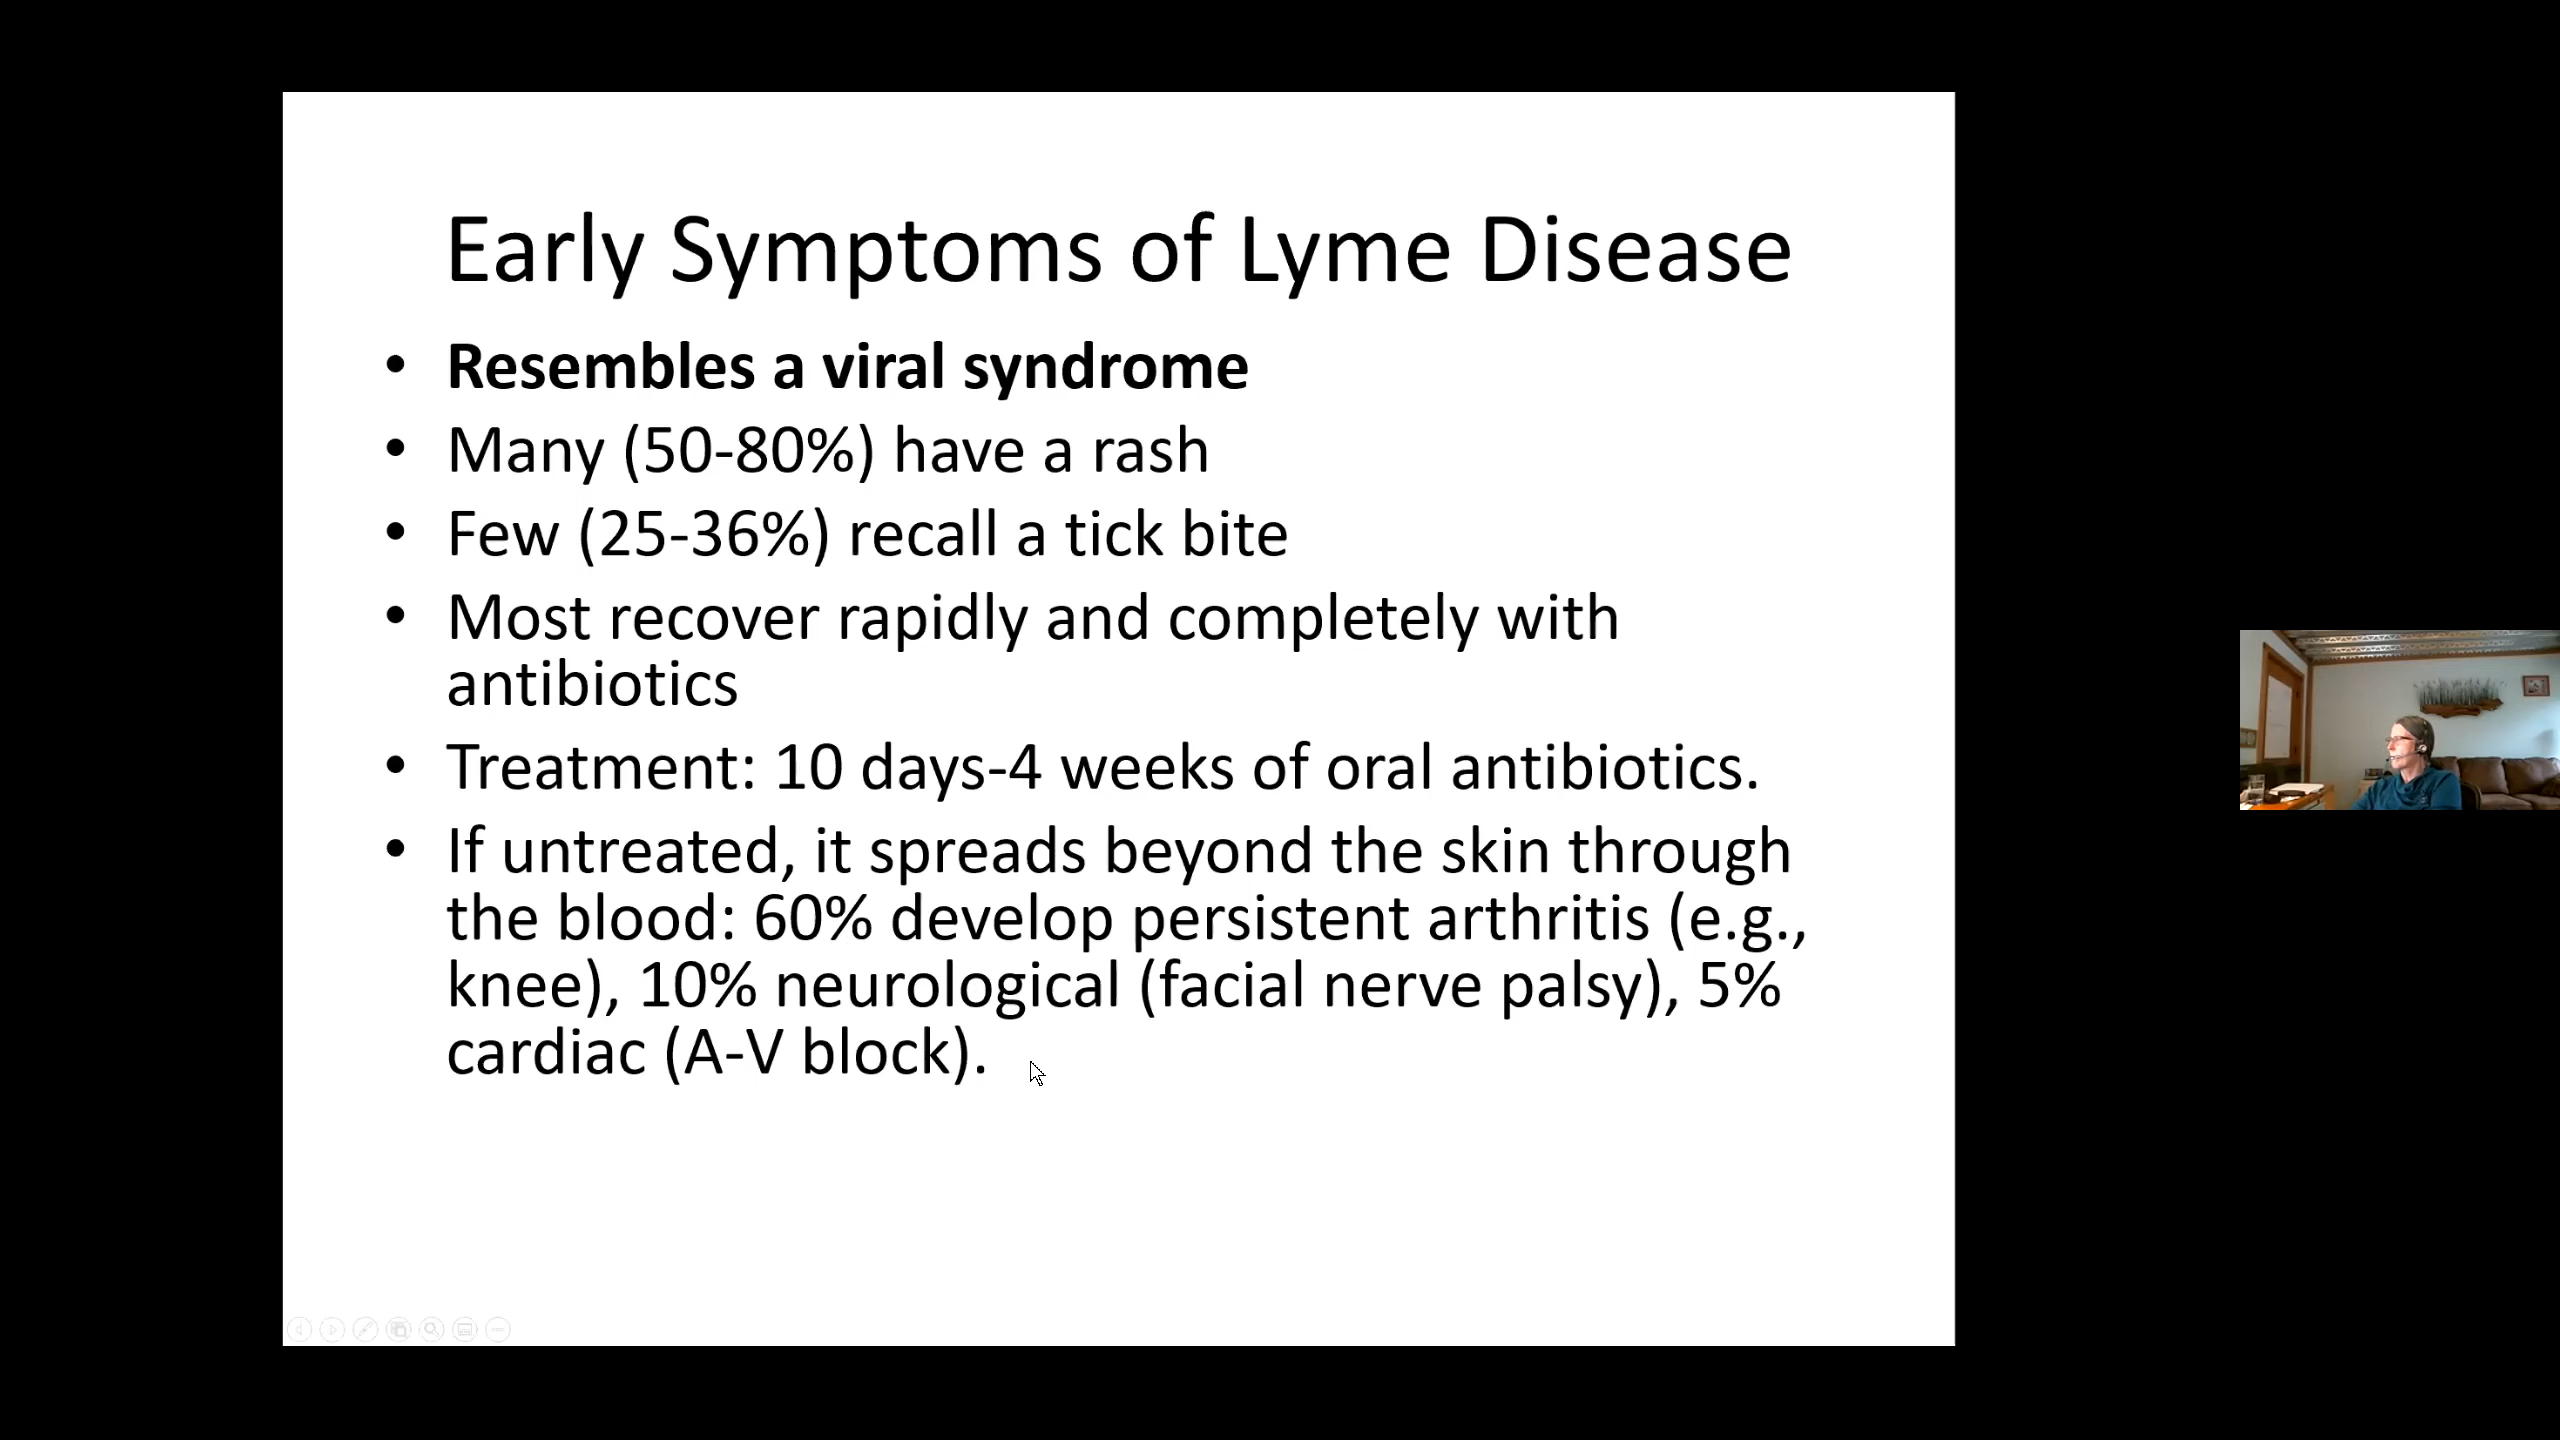 Early Symptoms of Lyme Disease
• Resembles a viral syndrome
• Many (50-80%) have a rash
• Few (25-36%) recall a tick bite
• Most recover rapidly and completely with
antibiotics
• Treatment: 10 days-4 weeks of oral antibiotics.
• If untreated, it spreads beyond the skin through
the blood: 60% develop persistent arthritis (e.g.,
knee), 10% neurological (facial nerve palsy), 5%
cardiac (A-V block).